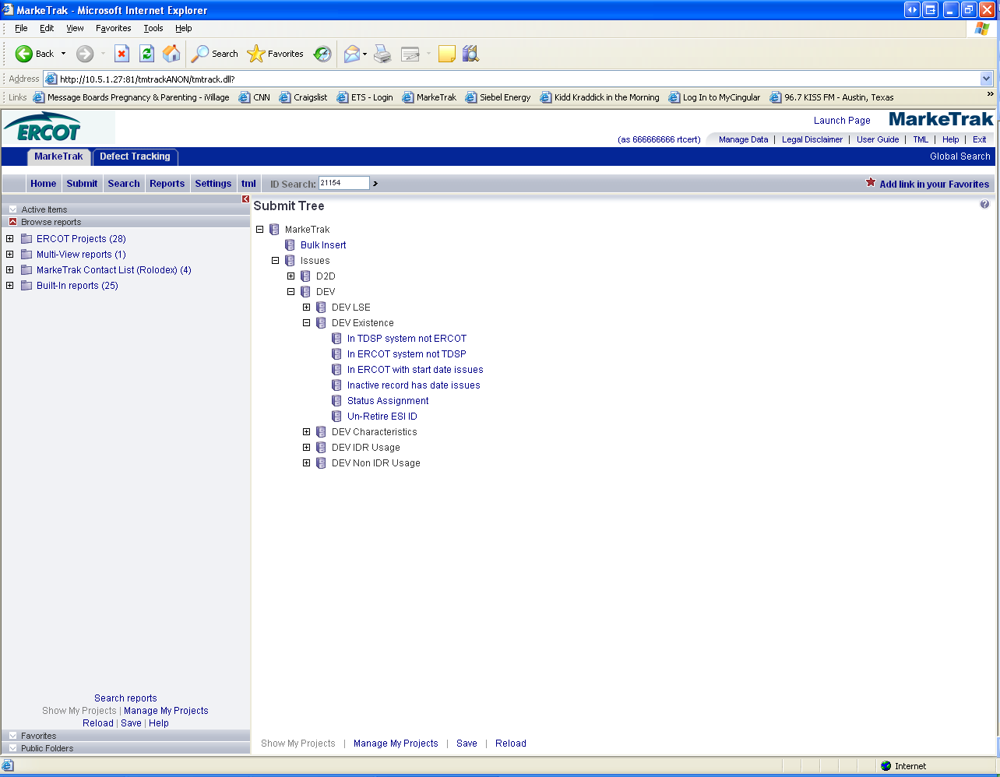 MarkeTrak - Microsoft Internet Explorer
File Edit View Favorites Tools Help
Back Search Favorites
Address http://10.5.1.27:81/tmtrackANON/tmtrack.dll?
Links Message Boards Pregnancy & Parenting - iVillage CNN Craigslist ETS - Login MarkeTrak Siebel Energy Kidd Kraddick in the Morning Log In to MyCingular 96.7 KISS FM - Austin, Texas »
ERCOT
Launch Page MarkeTrak
(as 666666666 rtcert) Manage Data | Legal Disclaimer | User Guide | TML | Help | Exit
MarkeTrak Defect Tracking Global Search
Home Submit Search Reports Settings tml ID Search: 21154 Add link in your Favorites
Active Items
Browse reports
ERCOT Projects (28)
Multi-View reports (1)
MarkeTrak Contact List (Rolodex) (4)
Built-In reports (25)
Search reports
Show My Projects | Manage My Projects
Reload | Save | Help
Favorites
Public Folders
Submit Tree
MarkeTrak
Bulk Insert
Issues
D2D
DEV
DEV LSE
DEV Existence
In TDSP system not ERCOT
In ERCOT system not TDSP
In ERCOT with start date issues
Inactive record has date issues
Status Assignment
Un-Retire ESI ID
DEV Characteristics
DEV IDR Usage
DEV Non IDR Usage
Show My Projects | Manage My Projects | Save | Reload
Internet